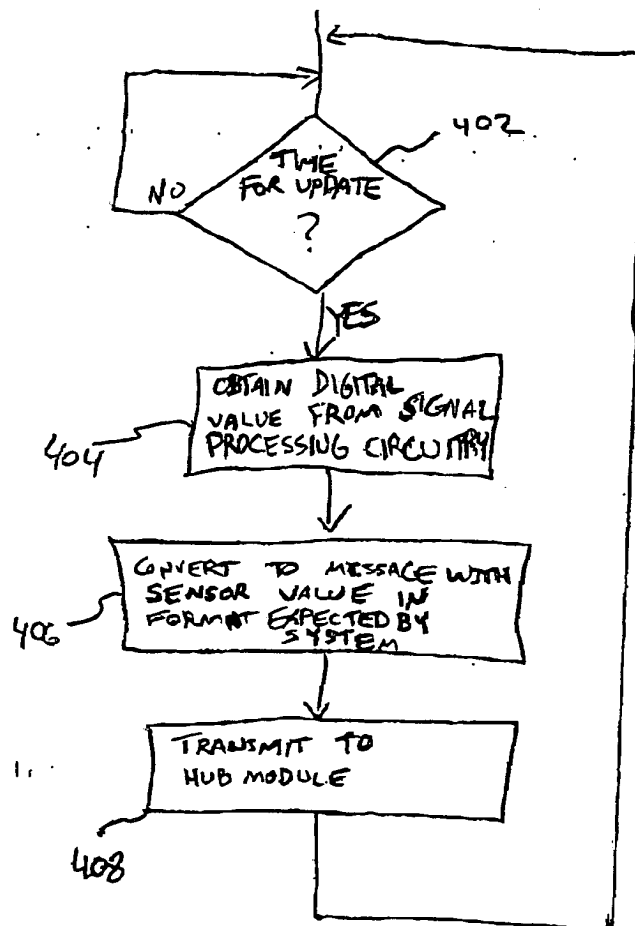 402
TIME
FOR UPDATE
?
NO
YES
OBTAIN DIGITAL
VALUE FROM SIGNAL
PROCESSING CIRCUITRY
404
CONVERT TO MESSAGE WITH
SENSOR VALUE IN
FORMAT EXPECTED BY
SYSTEM
406
TRANSMIT TO
HUB MODULE
408